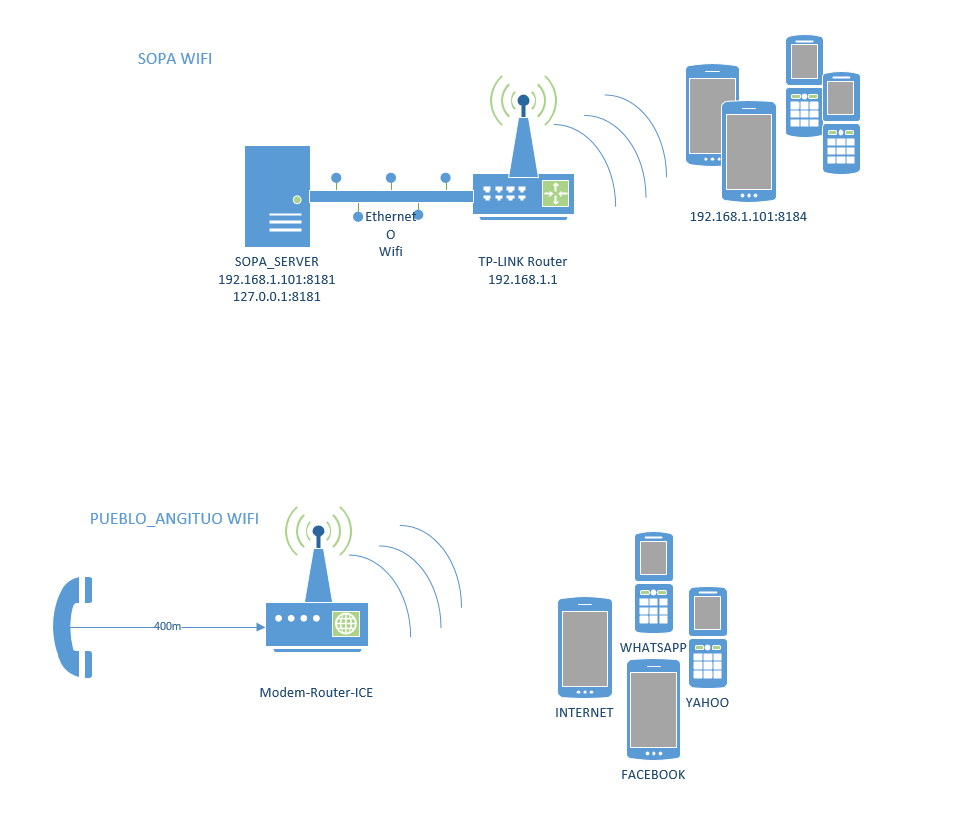 SOPA WIFI
Ethernet
O
Wifi
192.168.1.101:8184
SOPA_SERVER
192.168.1.101:8181
127.0.0.1:8181
TP-LINK Router
192.168.1.1
PUEBLO_ANGITUO WIFI
400m
Modem-Router-ICE
WHATSAPP
INTERNET
YAHOO
FACEBOOK